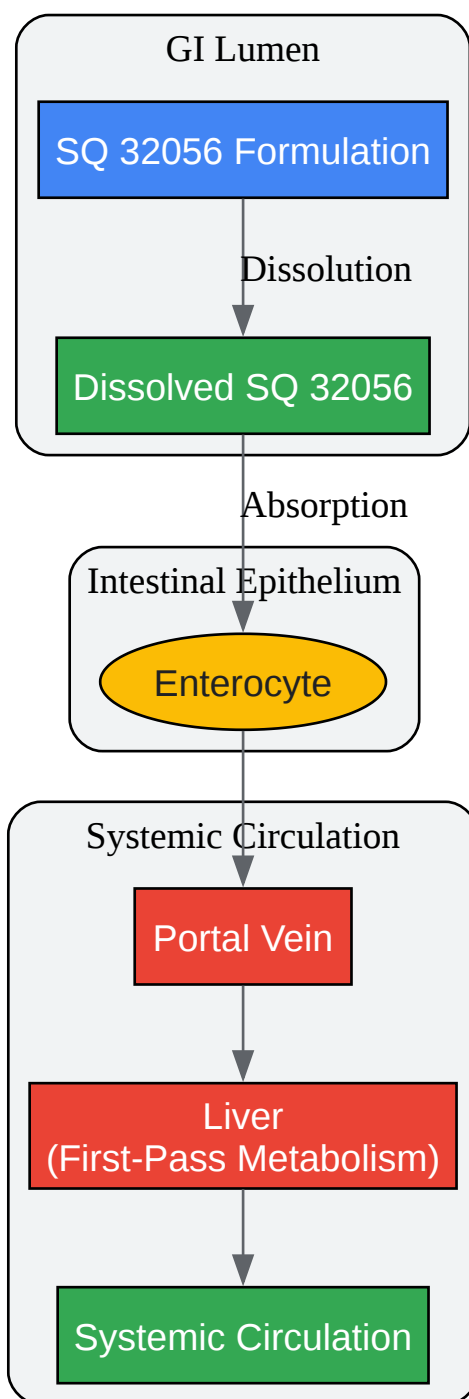 GI Lumen
SQ 32056 Formulation
Dissolution
Dissolved SQ 32056
Absorption
Intestinal Epithelium
Enterocyte
Systemic Circulation
Portal Vein
Liver
(First-Pass Metabolism)
Systemic Circulation